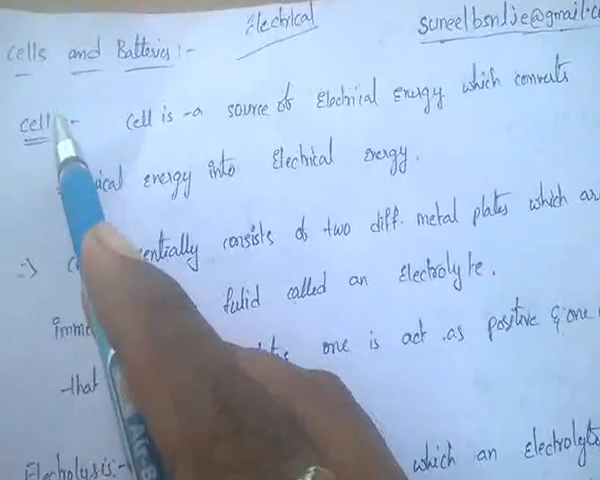 Electrical
suneelbsnlje@gmail.c
Cells and Batteries:-
Cell:- Cell is a source of Electrical Energy which converts
ical Energy into Electrical Energy.
entially consists of two diff. metal plates which ar
fulid called an Electrolyte.
imme one is act as positive & one
that
Electrolysis:- which an Electrolyt